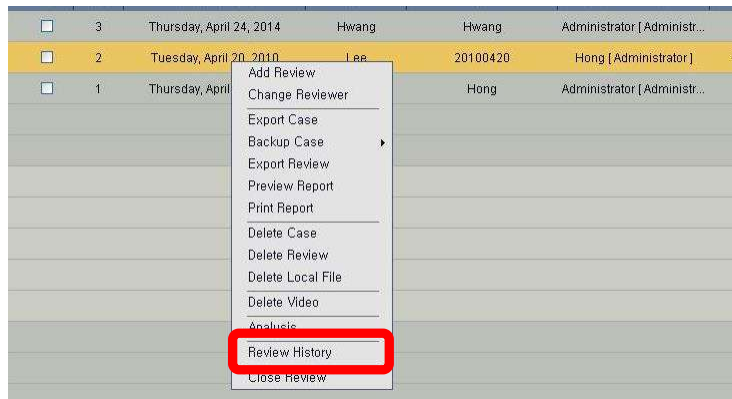 3 Thursday, April 24, 2014 Hwang Hwang Administrator [ Administr...
2 Tuesday, April 20, 2010 Lee 20100420 Hong [ Administrator ]
1 Thursday, April Hong Administrator [ Administr...
Add Review
Change Reviewer
Export Case
Backup Case
Export Review
Preview Report
Print Report
Delete Case
Delete Review
Delete Local File
Delete Video
Analysis
Review History
Close Review